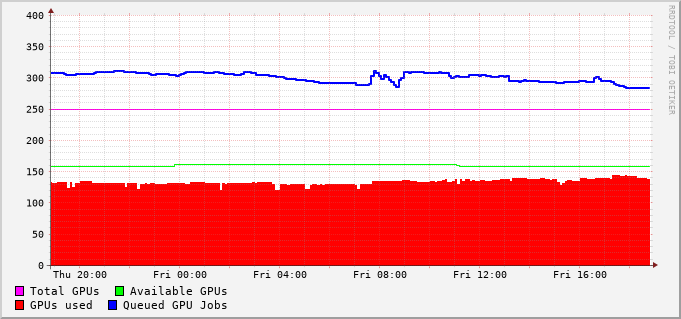 400
350
300
250
200
150
100
50
0
Thu 20:00 Fri 00:00 Fri 04:00 Fri 08:00 Fri 12:00 Fri 16:00
Total GPUs Available GPUs
GPUs used Queued GPU Jobs
RRDTOOL / TOBI OETIKER